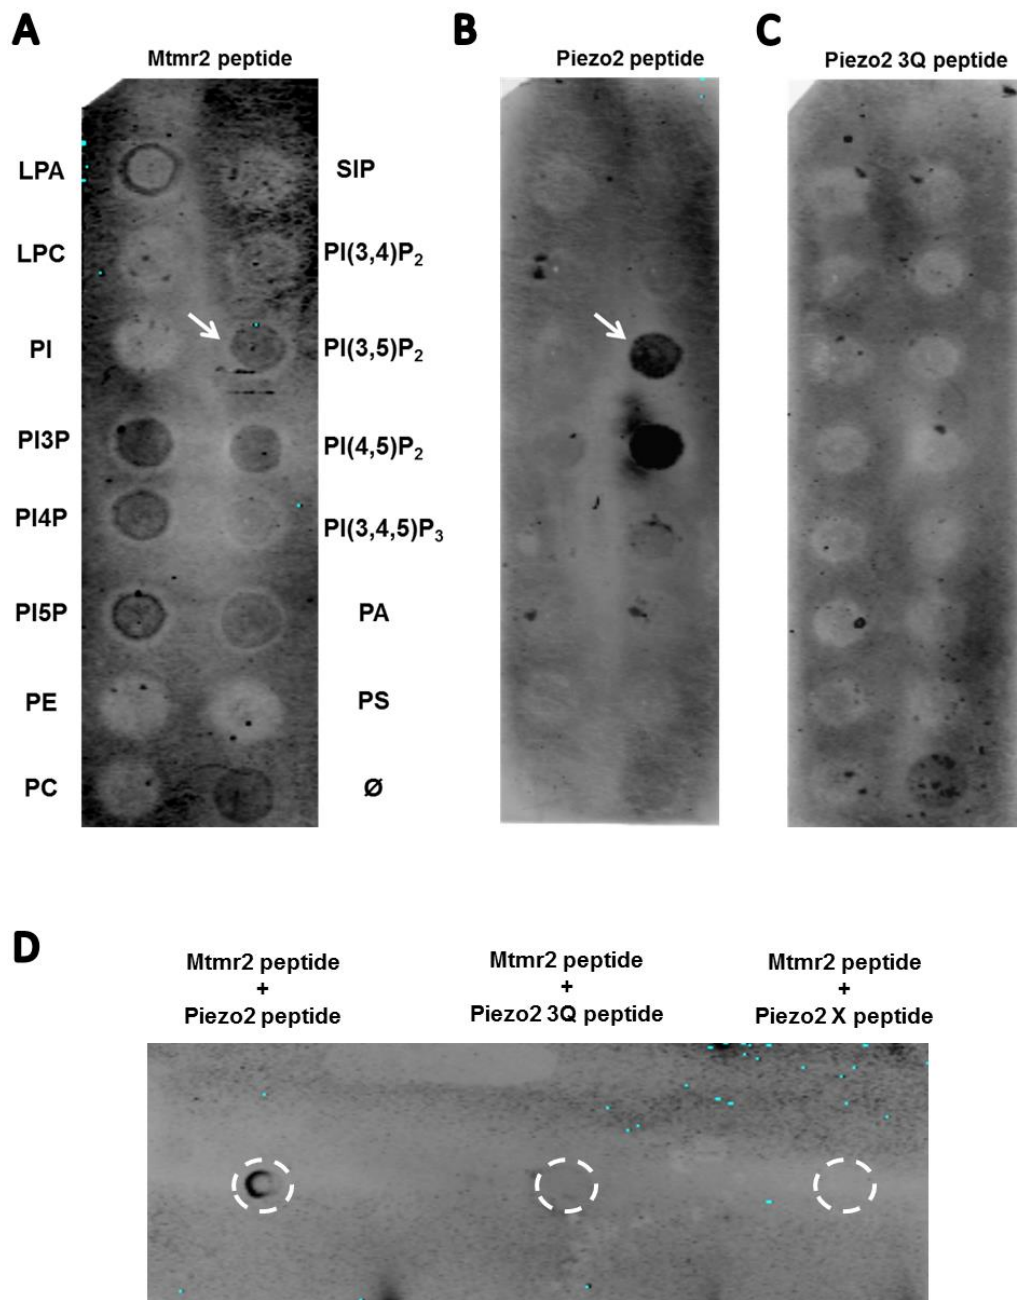 A
B
C
Mtmr2 peptide
Piezo2 peptide
Piezo2 3Q peptide
LPA
SIP
LPC
PI(3,4)P₂
PI
PI(3,5)P₂
PI3P
PI(4,5)P₂
PI4P
PI(3,4,5)P₃
PI5P
PA
PE
PS
PC
Ø
D
Mtmr2 peptide
+
Piezo2 peptide
Mtmr2 peptide
+
Piezo2 3Q peptide
Mtmr2 peptide
+
Piezo2 X peptide